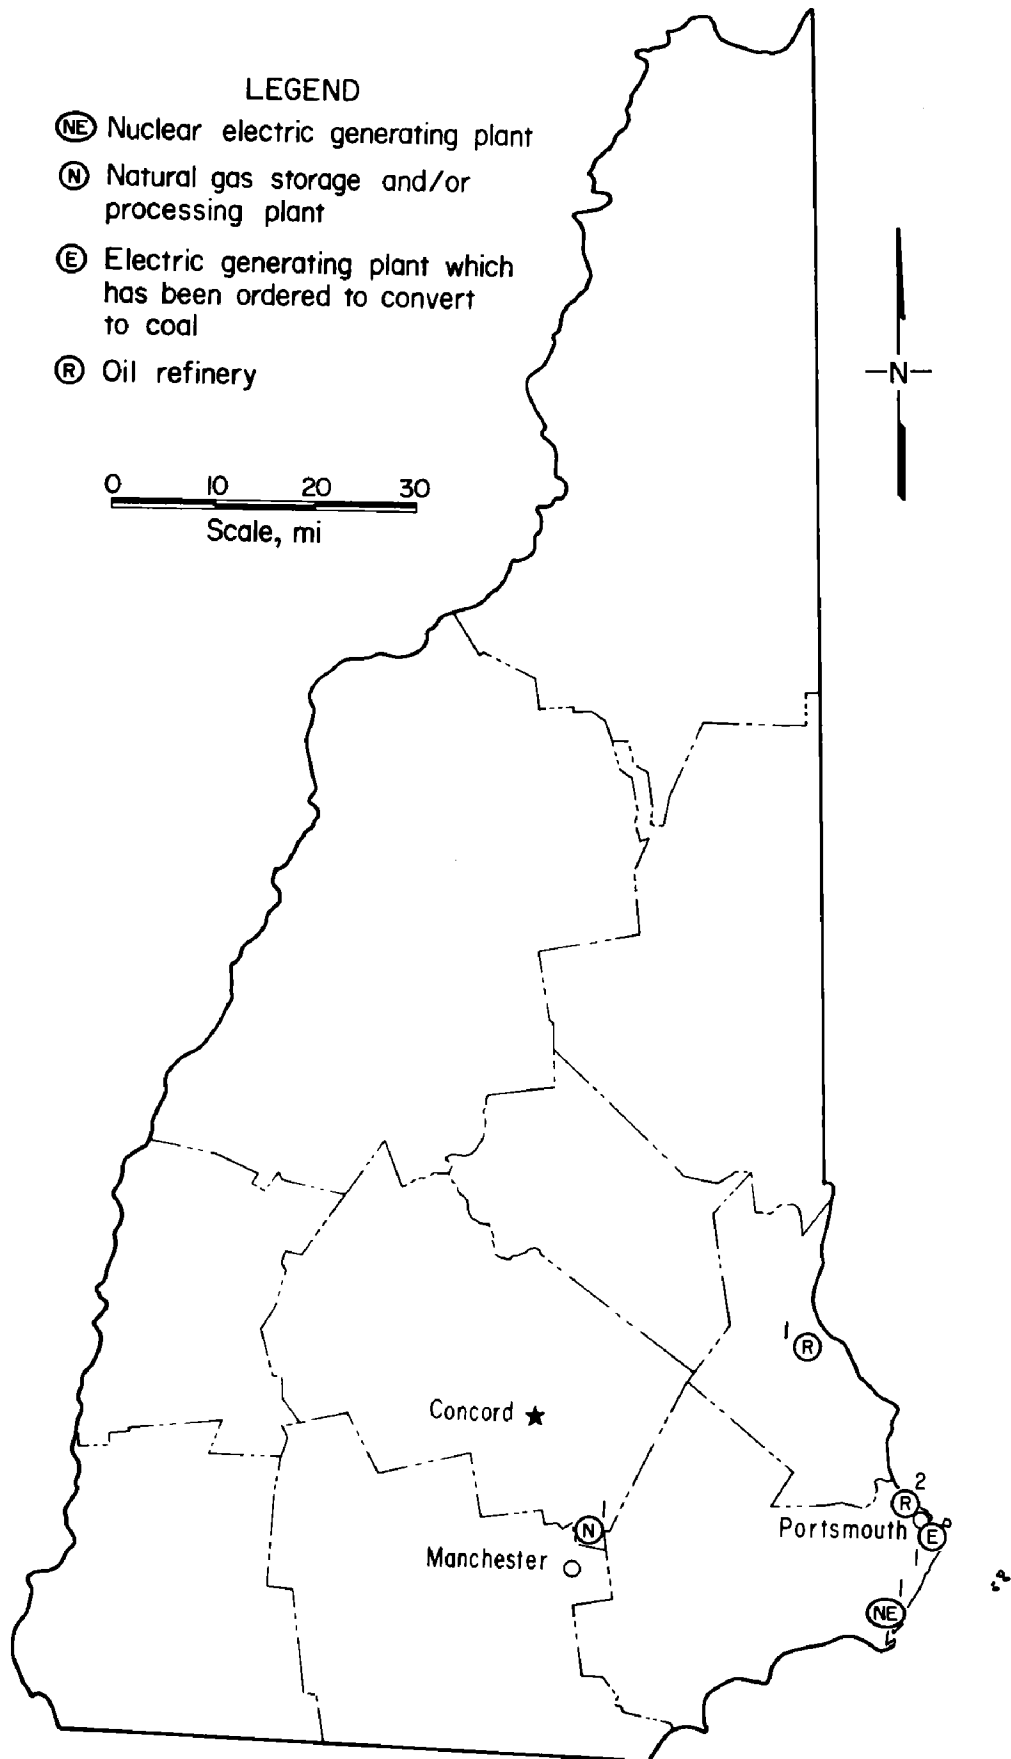 LEGEND
NE Nuclear electric generating plant
N Natural gas storage and/or
processing plant
E Electric generating plant which
has been ordered to convert
to coal
R Oil refinery
N
0 10 20 30
Scale, mi
1
R
Concord
2
R
1
N
Portsmouth
E
1
Manchester
1
NE